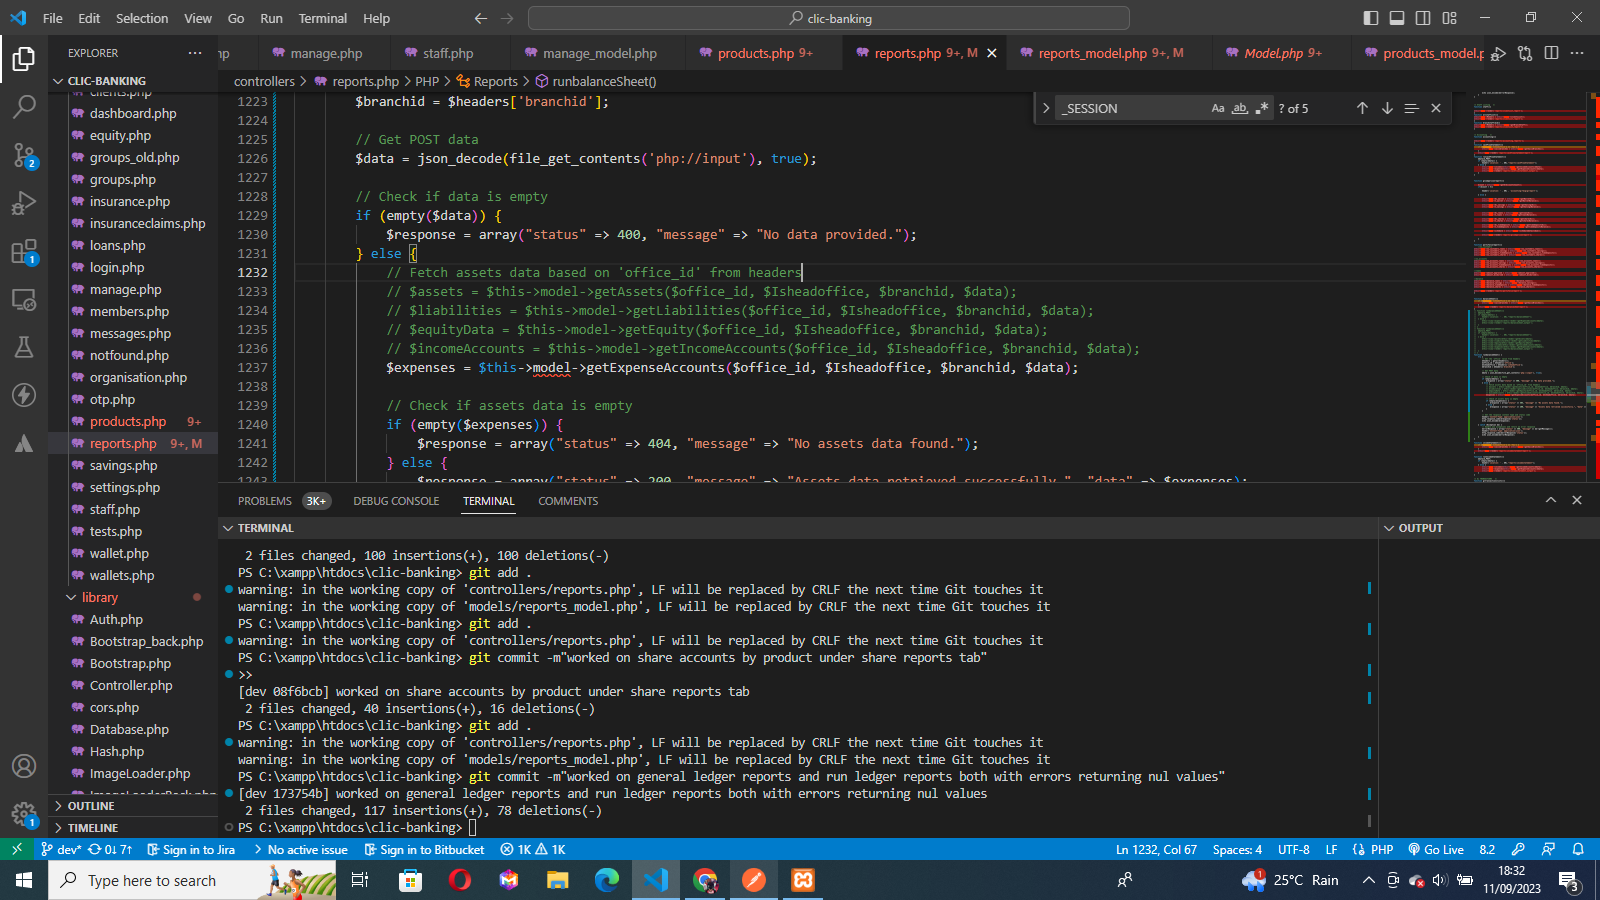 File Edit Selection View Go Run Terminal Help
clic-banking
EXPLORER
manage.php
staff.php
manage_model.php
products.php 9+
reports.php 9+, M
reports_model.php 9+, M
Model.php 9+
controllers > reports.php > PHP > Reports > runbalanceSheet()
_SESSION
Aa
ab
? of 5
CLIC-BANKING
clients.php
dashboard.php
equity.php
groups_old.php
groups.php
insurance.php
insuranceclaims.php
loans.php
login.php
manage.php
members.php
messages.php
notfound.php
organisation.php
otp.php
products.php 9+
reports.php 9+, M
savings.php
settings.php
staff.php
tests.php
wallet.php
wallets.php
library
Auth.php
Bootstrap_back.php
Bootstrap.php
Controller.php
cors.php
Database.php
Hash.php
ImageLoader.php
OUTLINE
TIMELINE
1223 $branchid = $headers['branchid'];
1224
1225 // Get POST data
1226 $data = json_decode(file_get_contents('php://input'), true);
1227
1228 // Check if data is empty
1229 if (empty($data)) {
1230 $response = array("status" => 400, "message" => "No data provided.");
1231 } else {
1232 // Fetch assets data based on 'office_id' from headers
1233 // $assets = $this->model->getAssets($office_id, $Isheadoffice, $branchid, $data);
1234 // $liabilities = $this->model->getLiabilities($office_id, $Isheadoffice, $branchid, $data);
1235 // $equityData = $this->model->getEquity($office_id, $Isheadoffice, $branchid, $data);
1236 // $incomeAccounts = $this->model->getIncomeAccounts($office_id, $Isheadoffice, $branchid, $data);
1237 $expenses = $this->model->getExpenseAccounts($office_id, $Isheadoffice, $branchid, $data);
1238
1239 // Check if assets data is empty
1240 if (empty($expenses)) {
1241 $response = array("status" => 404, "message" => "No assets data found.");
1242 } else {
1243 $response = array("status" => 200, "message" => "Assets data retrieved successfully.", "data" => $expenses);
PROBLEMS 3K+ DEBUG CONSOLE TERMINAL COMMENTS
TERMINAL
OUTPUT
2 files changed, 100 insertions(+), 100 deletions(-)
PS C:\xampp\htdocs\clic-banking> git add .
warning: in the working copy of 'controllers/reports.php', LF will be replaced by CRLF the next time Git touches it
warning: in the working copy of 'models/reports_model.php', LF will be replaced by CRLF the next time Git touches it
PS C:\xampp\htdocs\clic-banking> git add .
warning: in the working copy of 'controllers/reports.php', LF will be replaced by CRLF the next time Git touches it
PS C:\xampp\htdocs\clic-banking> git commit -m"worked on share accounts by product under share reports tab"
>>
[dev 08f6bcb] worked on share accounts by product under share reports tab
2 files changed, 40 insertions(+), 16 deletions(-)
PS C:\xampp\htdocs\clic-banking> git add .
warning: in the working copy of 'controllers/reports.php', LF will be replaced by CRLF the next time Git touches it
warning: in the working copy of 'models/reports_model.php', LF will be replaced by CRLF the next time Git touches it
PS C:\xampp\htdocs\clic-banking> git commit -m"worked on general ledger reports and run ledger reports both with errors returning nul values"
[dev 173754b] worked on general ledger reports and run ledger reports both with errors returning nul values
2 files changed, 117 insertions(+), 78 deletions(-)
PS C:\xampp\htdocs\clic-banking>
dev* 0↓ 7↑ Sign in to Jira No active issue Sign in to Bitbucket 1K 1K
Ln 1232, Col 67 Spaces: 4 UTF-8 LF PHP Go Live 8.2
Type here to search
25°C Rain
18:32
11/09/2023
3